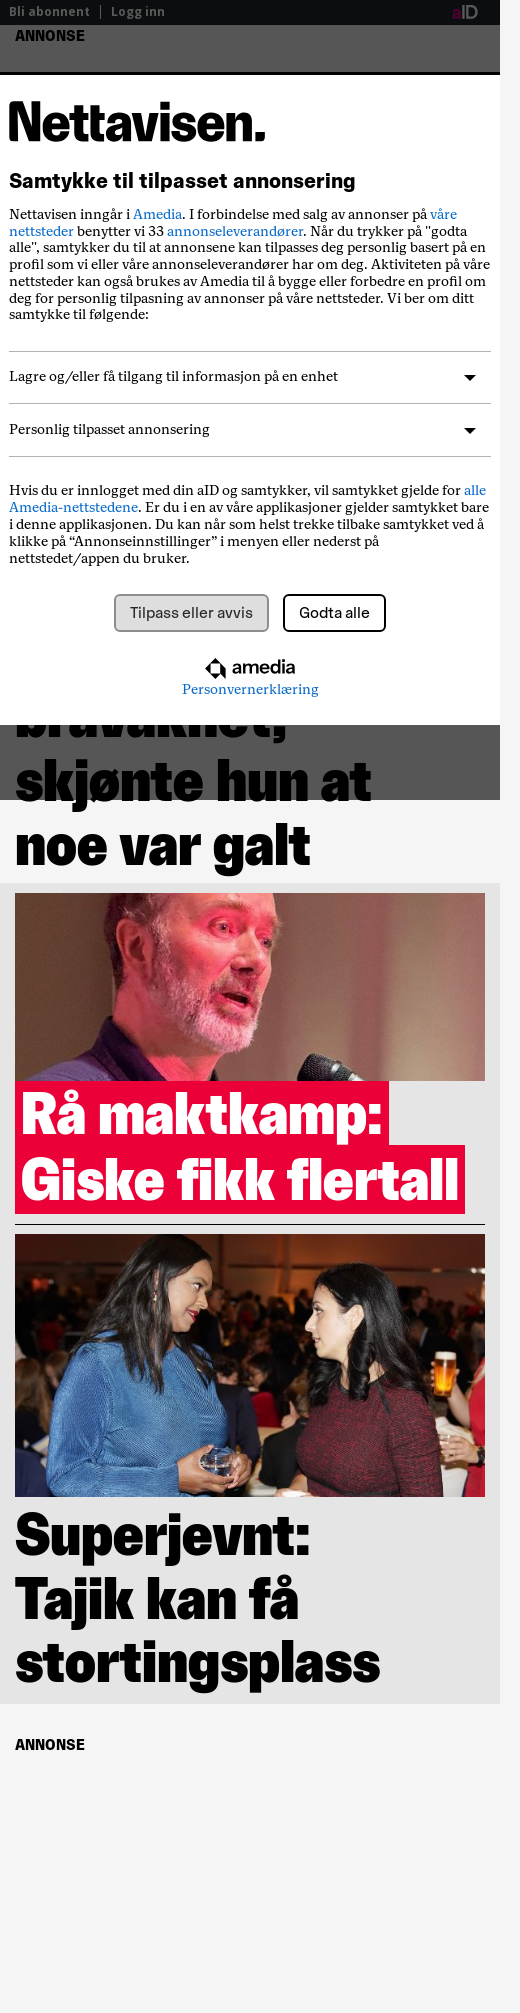 Bli abonnent
Logg inn
aID
ANNONSE
Nettavisen.
Samtykke til tilpasset annonsering
Nettavisen inngår i Amedia. I forbindelse med salg av annonser på våre
nettsteder benytter vi 33 annonseleverandører. Når du trykker på "godta
alle", samtykker du til at annonsene kan tilpasses deg personlig basert på en
profil som vi eller våre annonseleverandører har om deg. Aktiviteten på våre
nettsteder kan også brukes av Amedia til å bygge eller forbedre en profil om
deg for personlig tilpasning av annonser på våre nettsteder. Vi ber om ditt
samtykke til følgende:
Lagre og/eller få tilgang til informasjon på en enhet
Personlig tilpasset annonsering
Hvis du er innlogget med din aID og samtykker, vil samtykket gjelde for alle
Amedia-nettstedene. Er du i en av våre applikasjoner gjelder samtykket bare
i denne applikasjonen. Du kan når som helst trekke tilbake samtykket ved å
klikke på “Annonseinnstillinger” i menyen eller nederst på
nettstedet/appen du bruker.
Tilpass eller avvis
Godta alle
amedia
Personvernerklæring
skjønte hun at
noe var galt
Rå maktkamp:
Giske fikk flertall
Superjevnt:
Tajik kan få
stortingsplass
ANNONSE